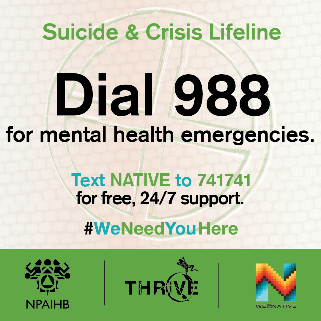 Suicide & Crisis Lifeline
Dial 988
for mental health emergencies.
Text NATIVE to 741741
for free, 24/7 support.
#WeNeedYouHere
NPAIHB
THRIVE
N